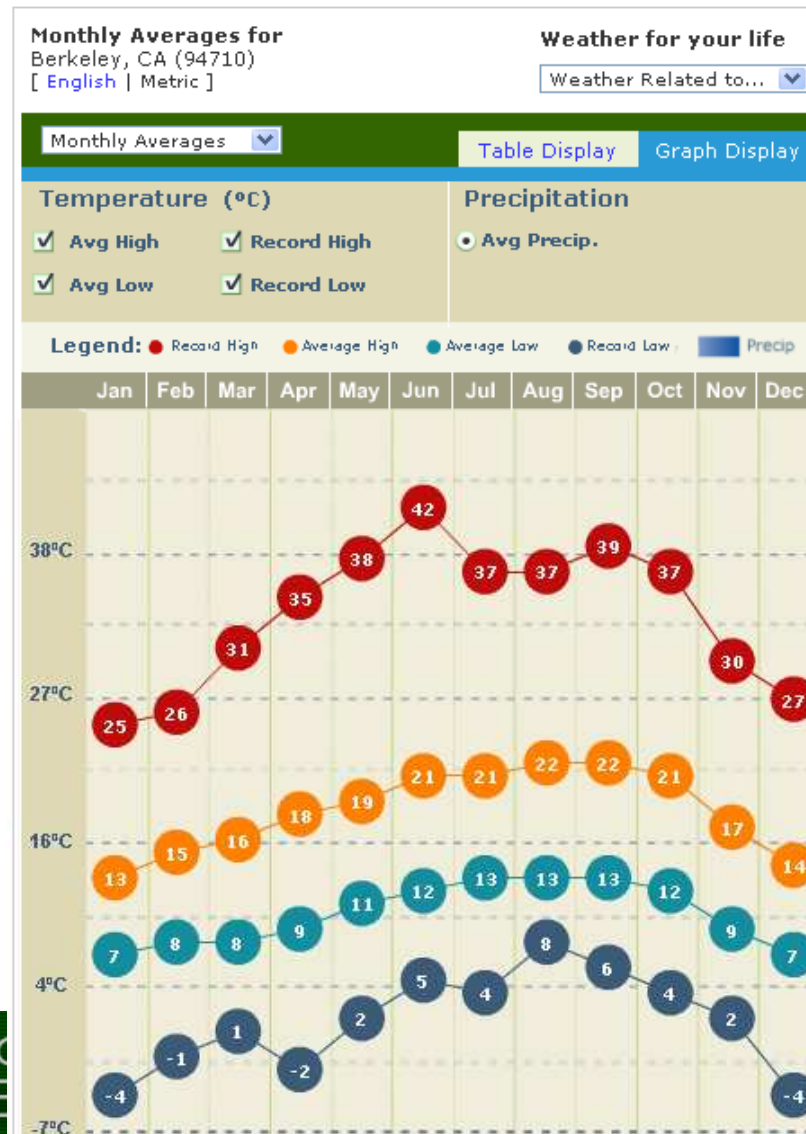 Monthly Averages for
Berkeley, CA (94710)
[ English | Metric ]
Weather for your life
Weather Related to...
Monthly Averages
Table Display
Graph Display
Temperature (ºC)
Avg High
Record High
Avg Low
Record Low
Precipitation
Avg Precip.
Legend: Record High Average High Average Low Record Low Precip
Jan Feb Mar Apr May Jun Jul Aug Sep Oct Nov Dec
38ºC
27ºC
16ºC
4ºC
-7ºC
25 26 31 35 38 42 37 37 39 37 30 27
13 15 16 18 19 21 21 22 22 21 17 14
7 8 8 9 11 12 13 13 13 12 9 7
-4 -1 1 -2 2 5 4 8 6 4 2 -4